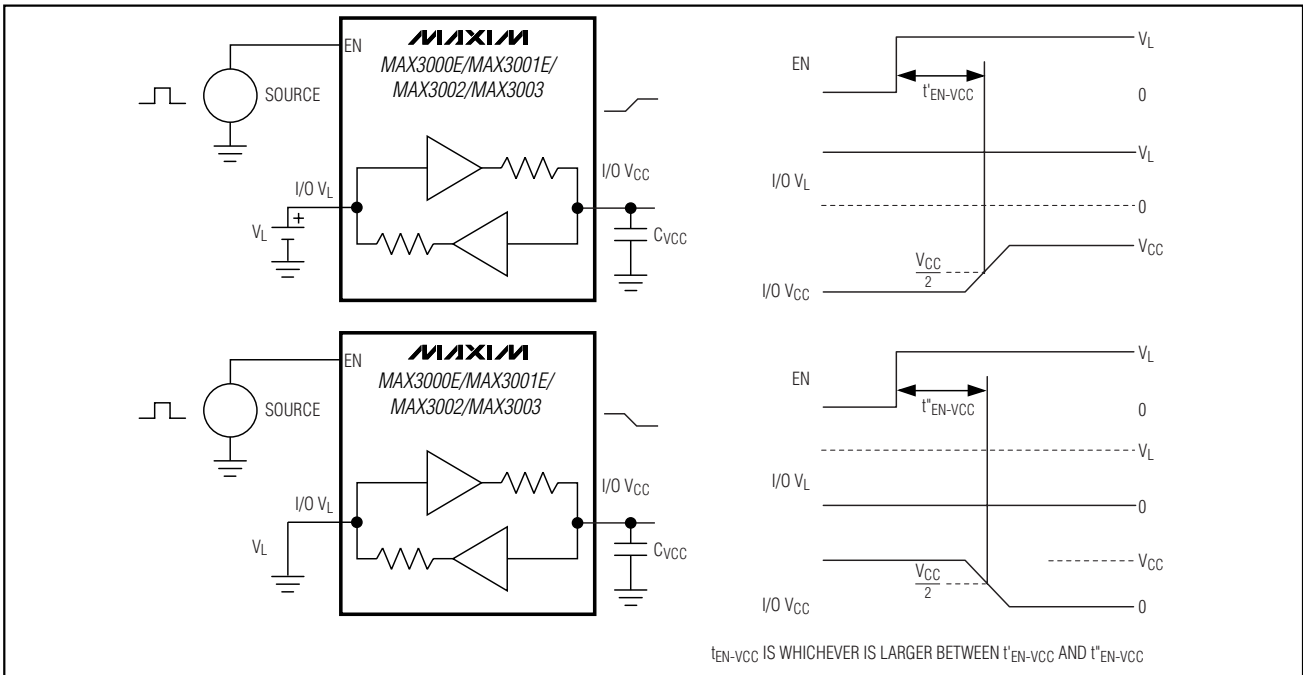 MAXIM
MAX3000E/MAX3001E/
MAX3002/MAX3003
EN
SOURCE
I/O VL
VL
+
I/O VCC
CVCC
EN
VL
t'EN-VCC
0
I/O VL
VL
0
VCC
VCC
2
I/O VCC
MAXIM
MAX3000E/MAX3001E/
MAX3002/MAX3003
EN
SOURCE
I/O VL
VL
I/O VCC
CVCC
EN
VL
t"EN-VCC
0
VL
I/O VL
0
VCC
VCC
2
I/O VCC
0
tEN-VCC IS WHICHEVER IS LARGER BETWEEN t'EN-VCC AND t"EN-VCC